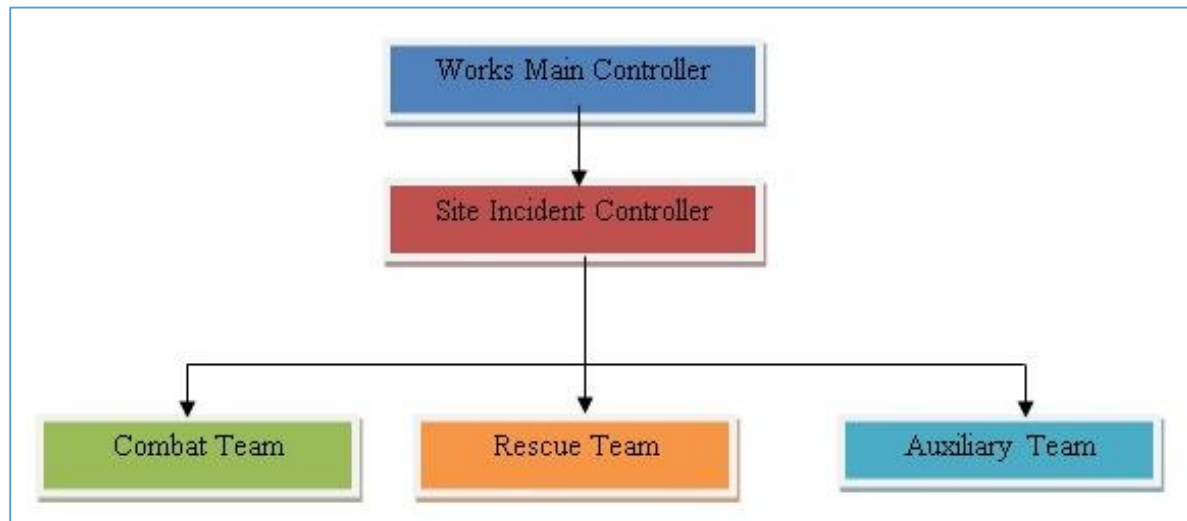 Works Main Controller
Site Incident Controller
Combat Team
Rescue Team
Auxiliary Team